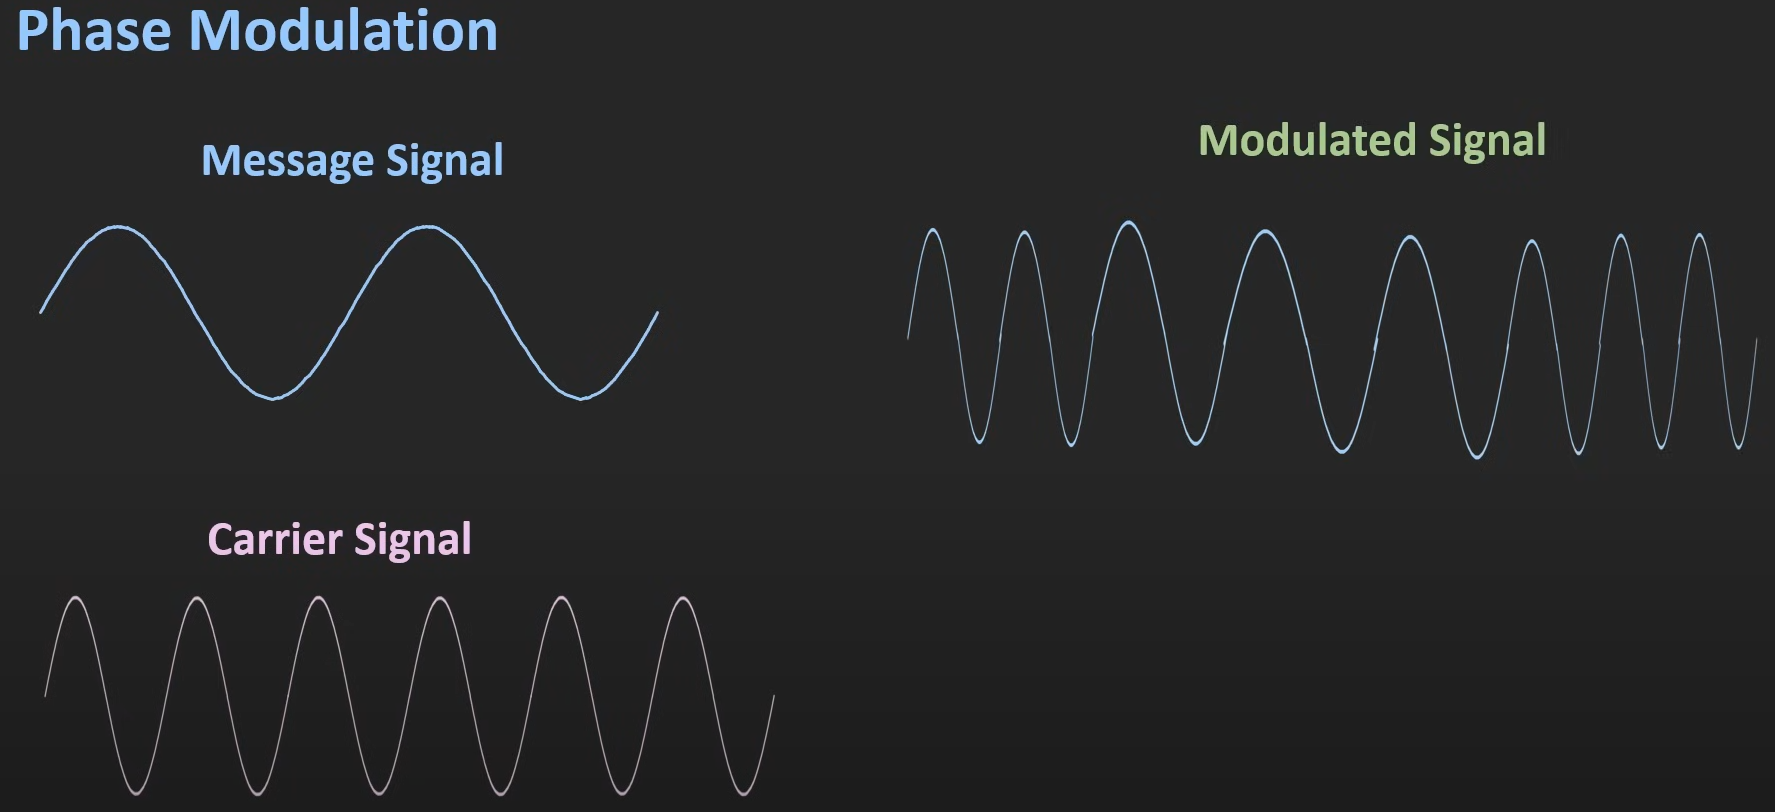 Phase Modulation
Message Signal
Modulated Signal
Carrier Signal